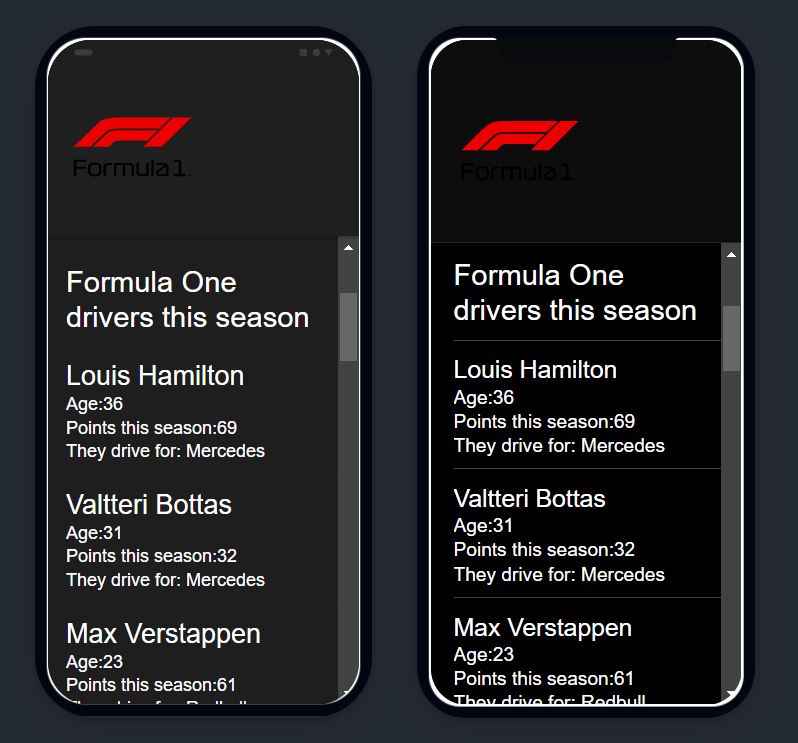 Formula 1
Formula One
drivers this season
Louis Hamilton
Age:36
Points this season:69
They drive for: Mercedes
Valtteri Bottas
Age:31
Points this season:32
They drive for: Mercedes
Max Verstappen
Age:23
Points this season:61
They drive for: Redbull
Formula 1
Formula One
drivers this season
Louis Hamilton
Age:36
Points this season:69
They drive for: Mercedes
Valtteri Bottas
Age:31
Points this season:32
They drive for: Mercedes
Max Verstappen
Age:23
Points this season:61
They drive for: Redbull